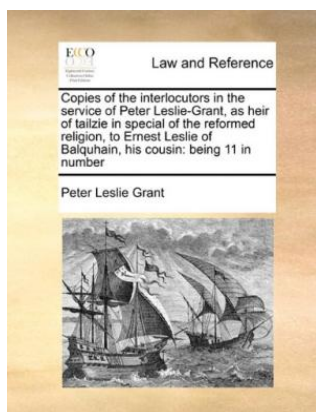 ECCO
Law and Reference
Copies of the interlocutors in the
service of Peter Leslie-Grant, as heir
of tailzie in special of the reformed
religion, to Ernest Leslie of
Balquhain, his cousin: being 11 in
number
Peter Leslie Grant